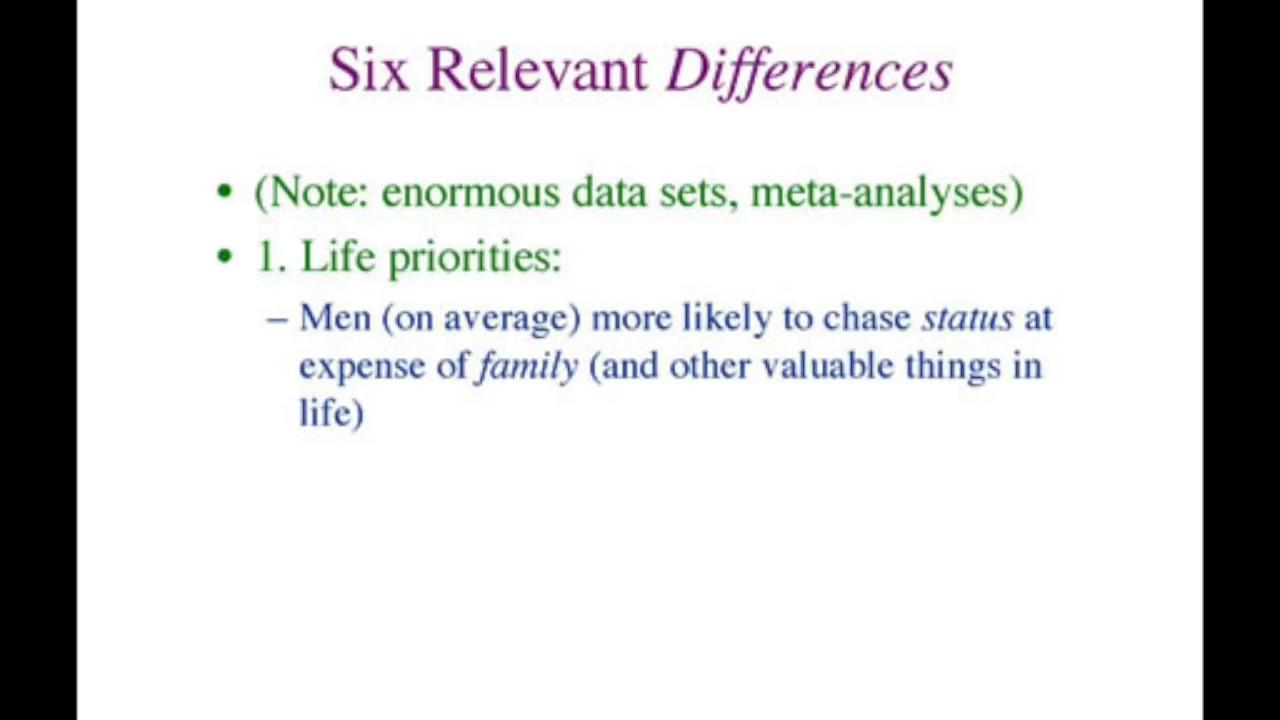 Six Relevant Differences
• (Note: enormous data sets, meta-analyses)
• 1. Life priorities:
– Men (on average) more likely to chase status at
expense of family (and other valuable things in
life)